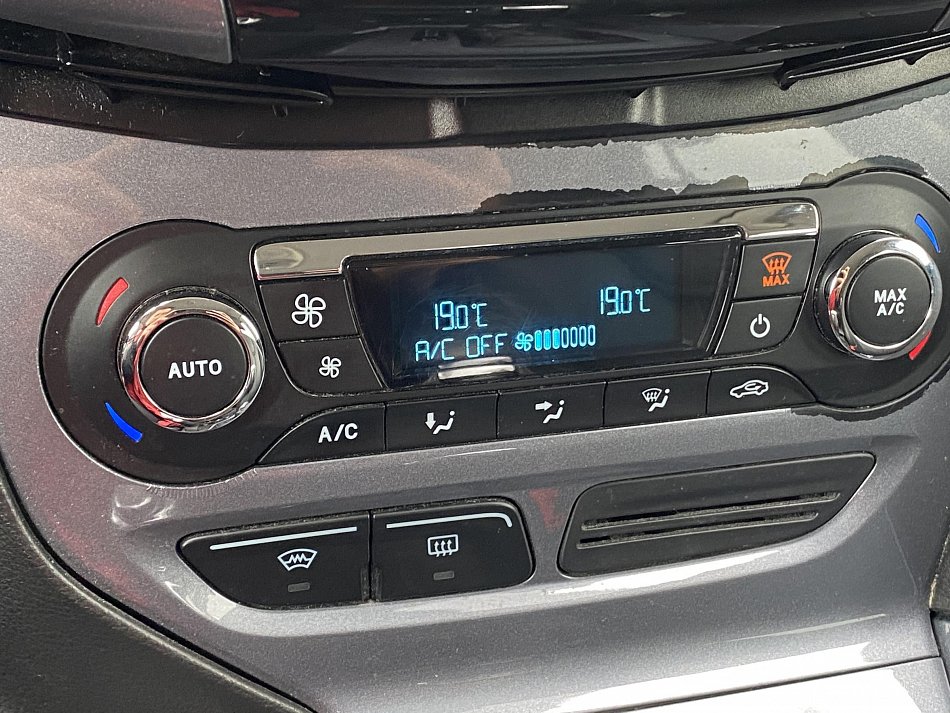 19.0°C 19.0°C
A/C OFF
MAX
AUTO
MAX
A/C
A/C